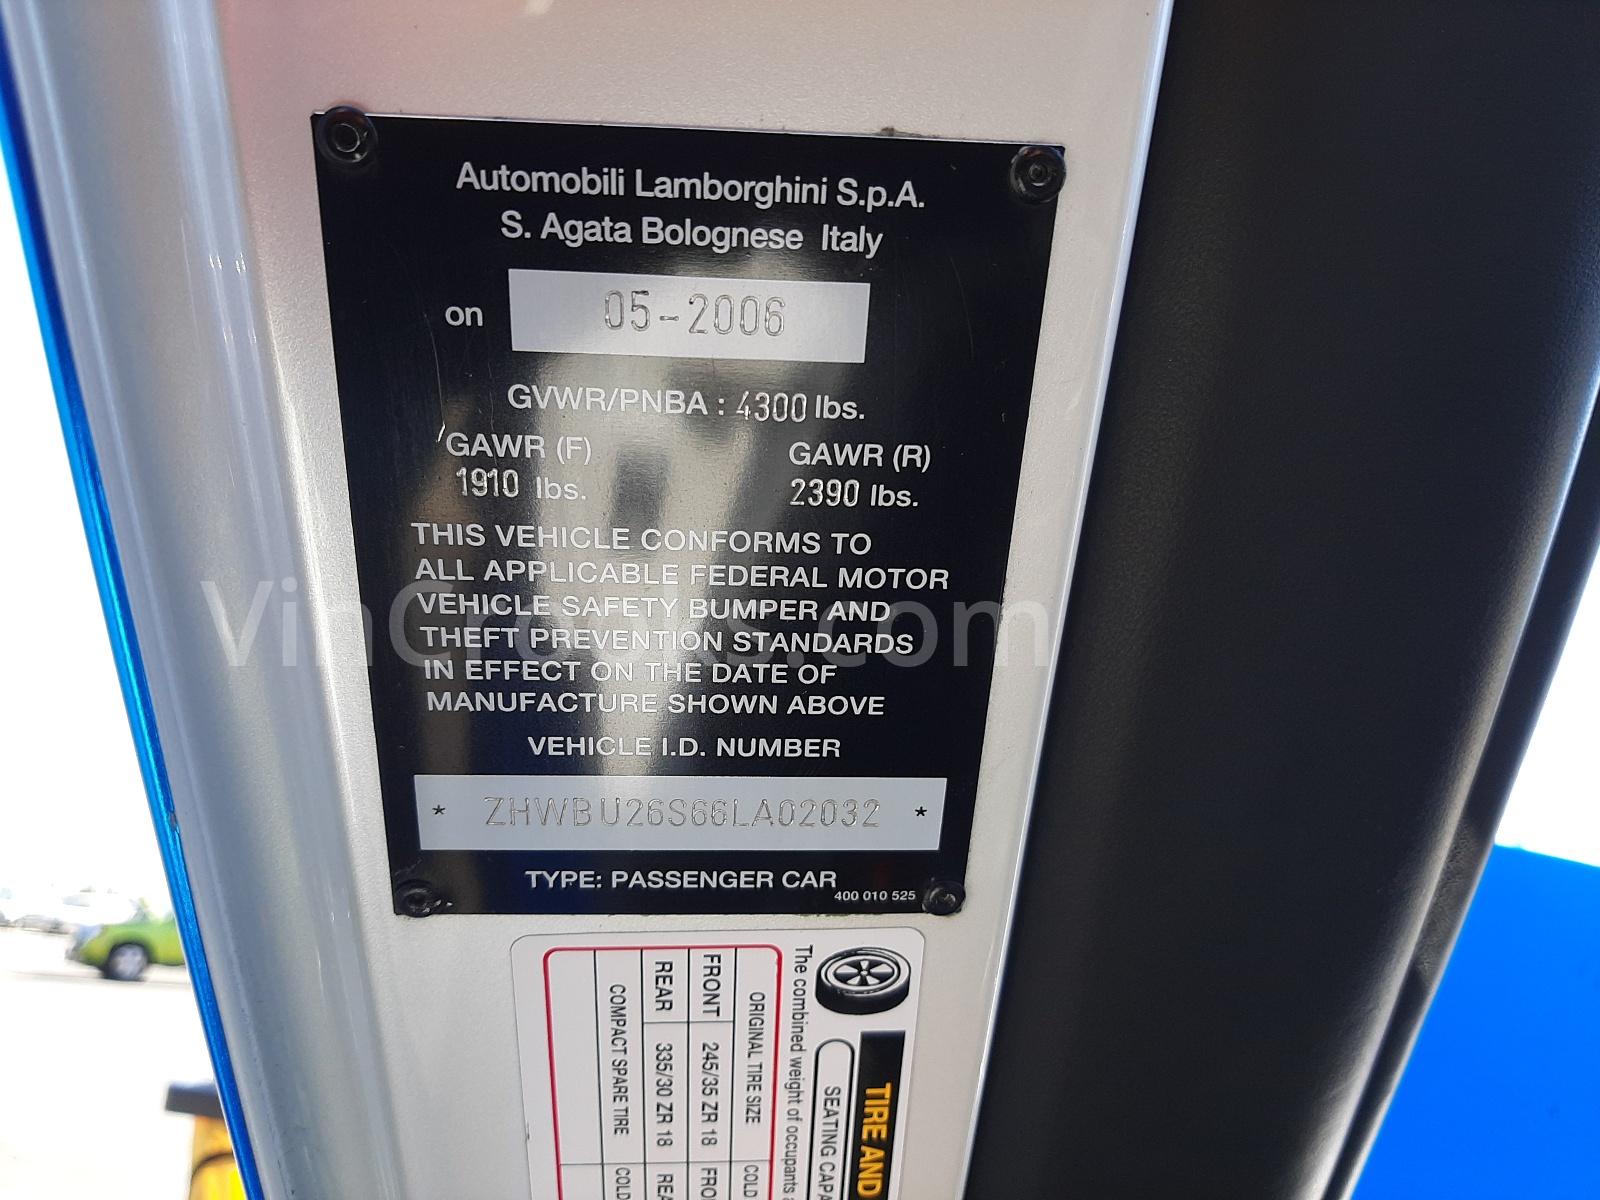 Automobili Lamborghini S.p.A.
S. Agata Bolognese Italy
on 05-2006
GVWR/PNBA : 4300 lbs.
GAWR (F) GAWR (R)
1910 lbs. 2390 lbs.
THIS VEHICLE CONFORMS TO
ALL APPLICABLE FEDERAL MOTOR
VEHICLE SAFETY BUMPER AND
THEFT PREVENTION STANDARDS
IN EFFECT ON THE DATE OF
MANUFACTURE SHOWN ABOVE
VEHICLE I.D. NUMBER
* ZHWBU26S66LA02032 *
TYPE: PASSENGER CAR
400 010 525
TIRE AND
SEATING CAPA
The combined weight of occupants
ORIGINAL TIRE SIZE COLD
FRONT 245/35 ZR 18 FRO
REAR 335/30 ZR 18 REA
COMPACT SPARE TIRE COLD